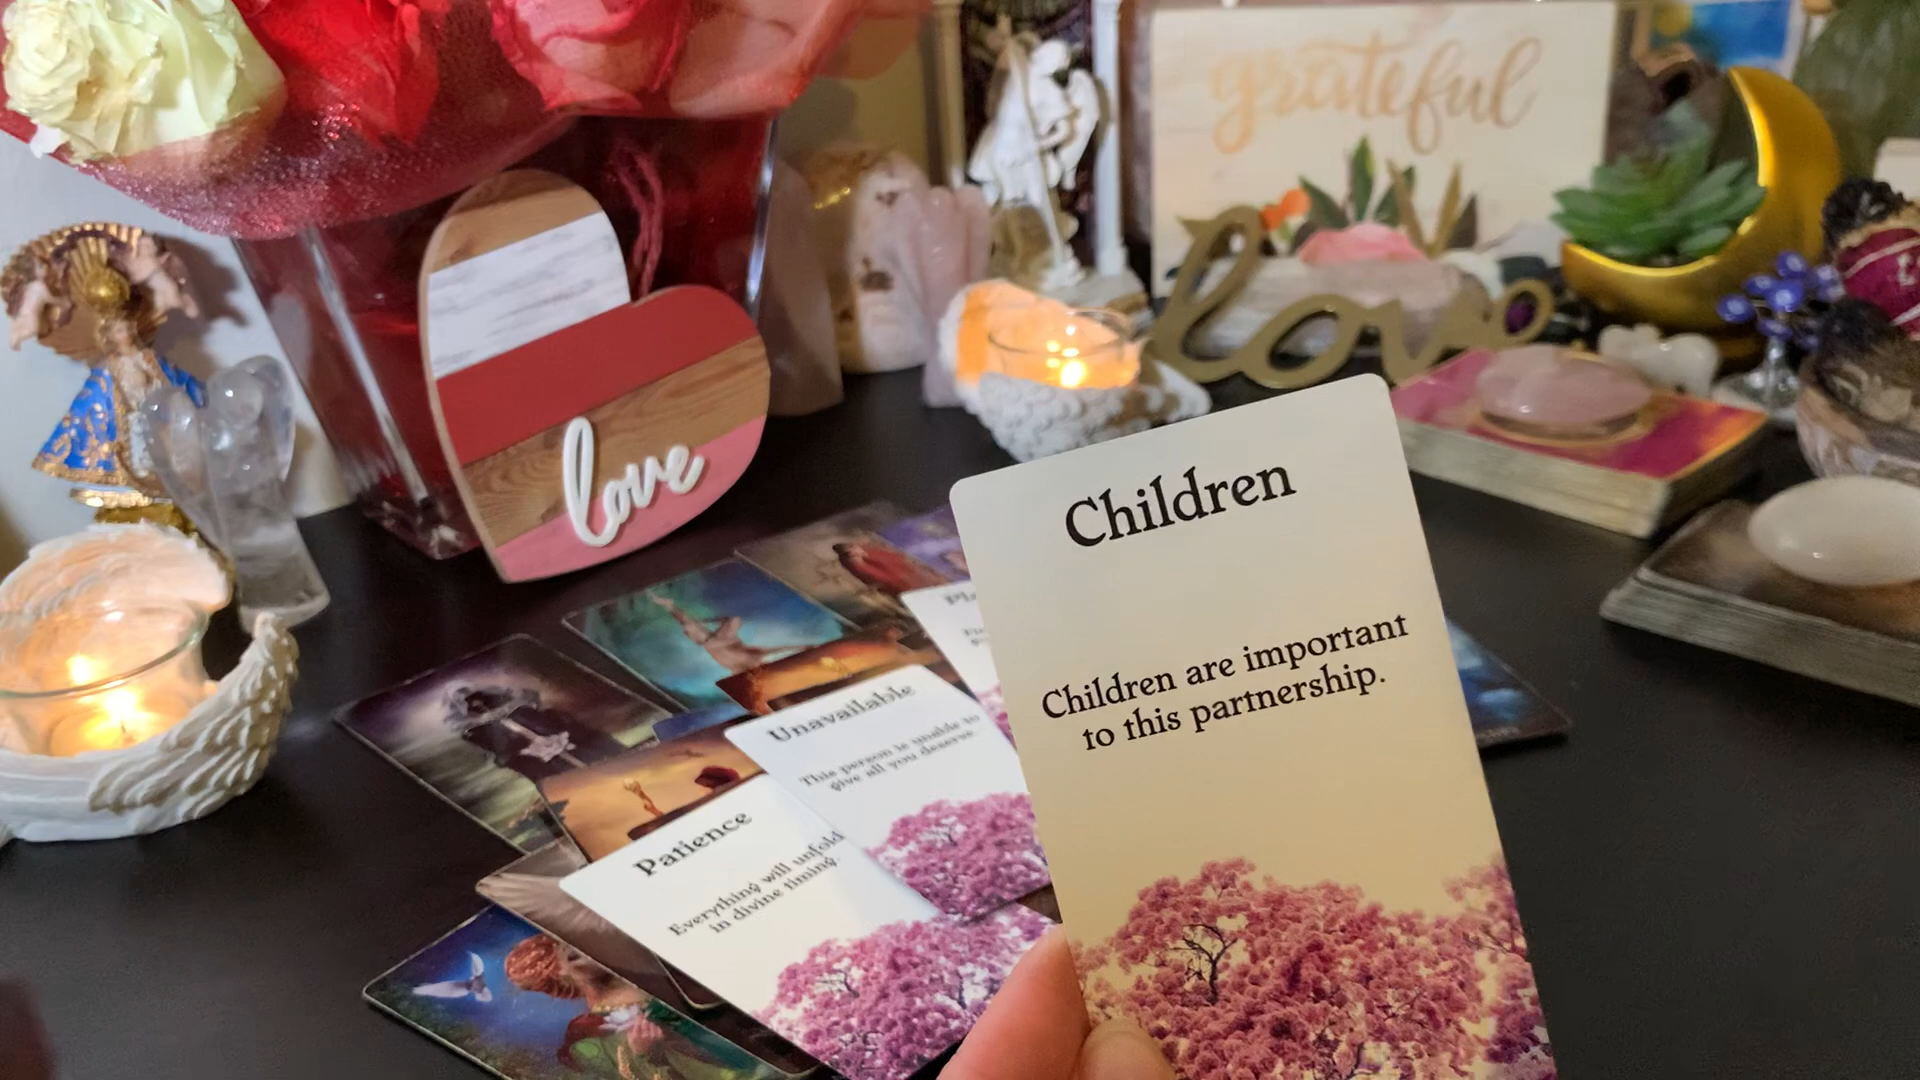 grateful
love
love
Children
Children are important
to this partnership.
Unavailable
This person is unable to
give all you deserve.
Patience
Everything will unfold
in divine timing.